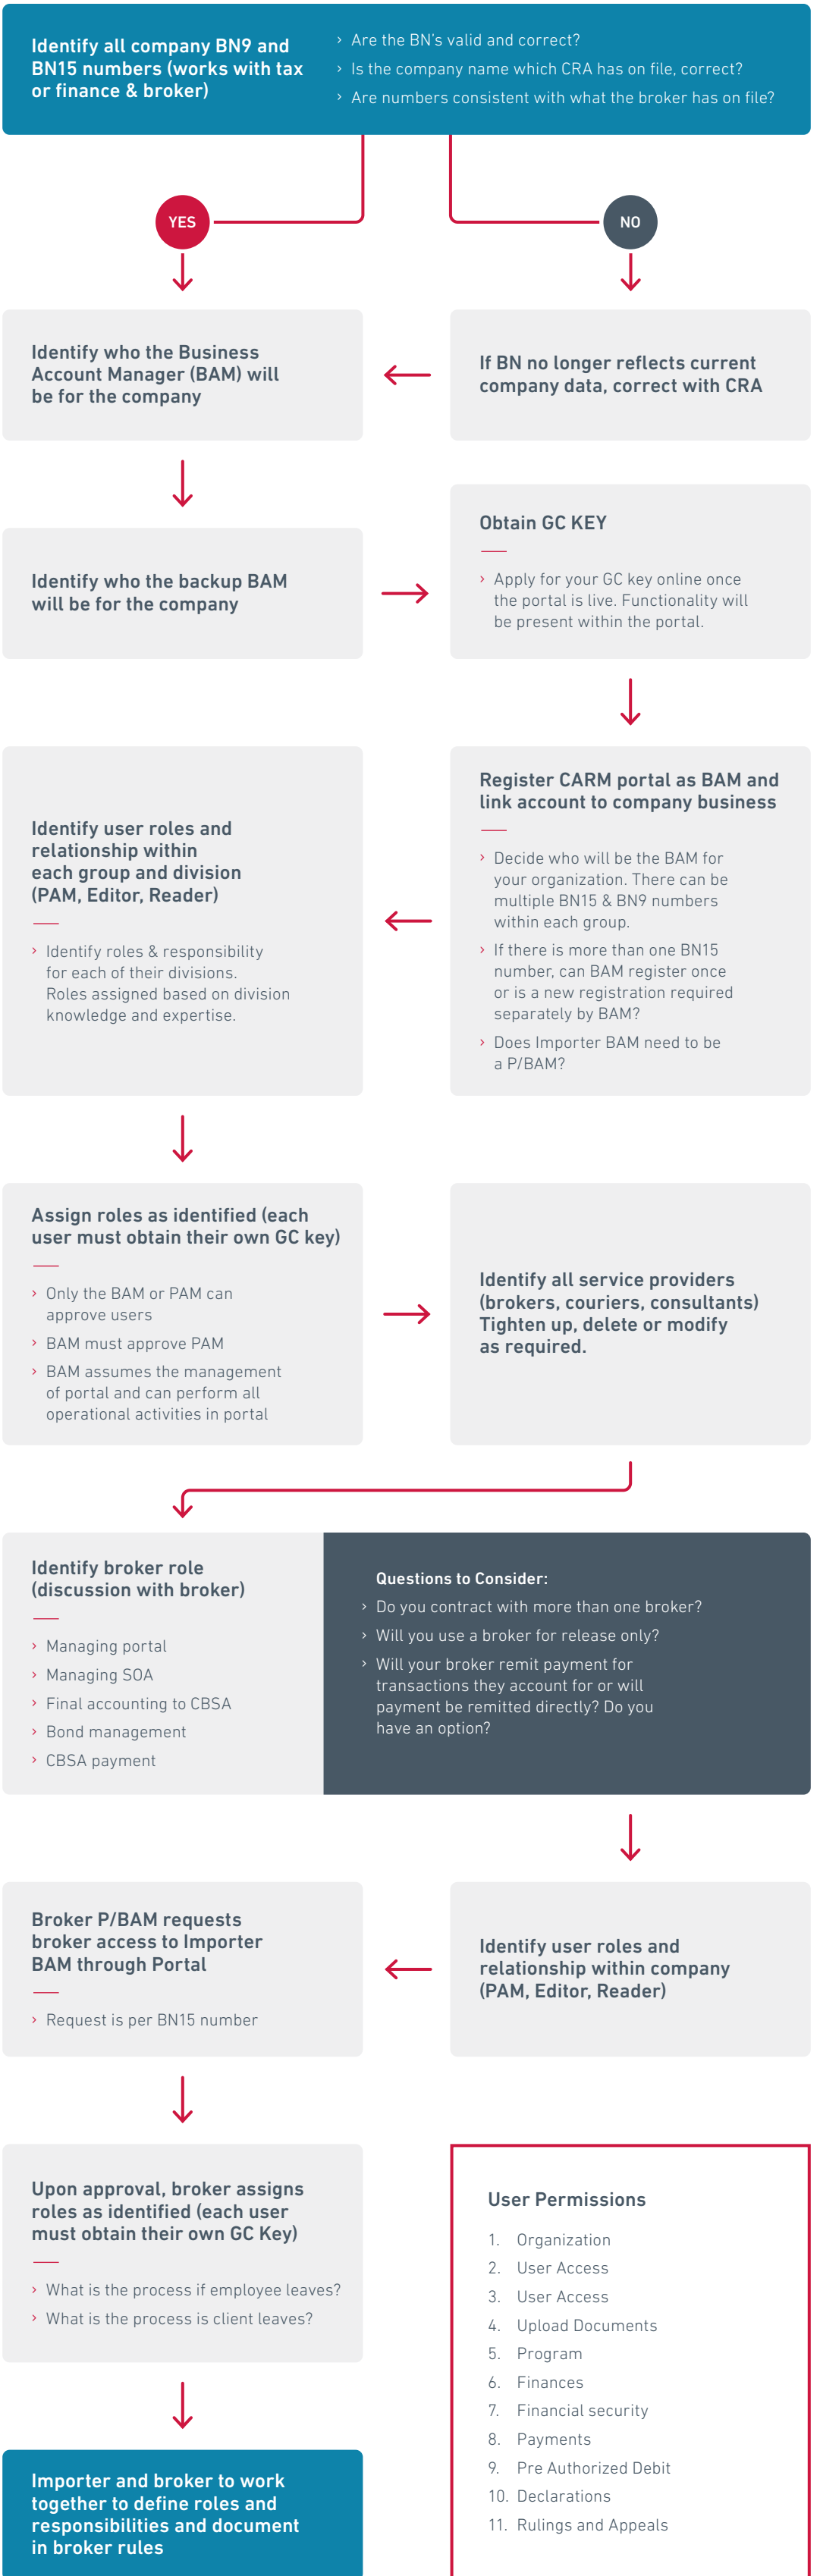 Identify all company BN9 and
BN15 numbers (works with tax
or finance & broker)
› Are the BN's valid and correct?
› Is the company name which CRA has on file, correct?
› Are numbers consistent with what the broker has on file?
YES
NO
Identify who the Business
Account Manager (BAM) will
be for the company
If BN no longer reflects current
company data, correct with CRA
Identify who the backup BAM
will be for the company
Obtain GC KEY
› Apply for your GC key online once
the portal is live. Functionality will
be present within the portal.
Register CARM portal as BAM and
link account to company business
› Decide who will be the BAM for
your organization. There can be
multiple BN15 & BN9 numbers
within each group.
› If there is more than one BN15
number, can BAM register once
or is a new registration required
separately by BAM?
› Does Importer BAM need to be
a P/BAM?
Identify user roles and
relationship within
each group and division
(PAM, Editor, Reader)
› Identify roles & responsibility
for each of their divisions.
Roles assigned based on division
knowledge and expertise.
Assign roles as identified (each
user must obtain their own GC key)
› Only the BAM or PAM can
approve users
› BAM must approve PAM
› BAM assumes the management
of portal and can perform all
operational activities in portal
Identify all service providers
(brokers, couriers, consultants)
Tighten up, delete or modify
as required.
Identify broker role
(discussion with broker)
› Managing portal
› Managing SOA
› Final accounting to CBSA
› Bond management
› CBSA payment
Questions to Consider:
› Do you contract with more than one broker?
› Will you use a broker for release only?
› Will your broker remit payment for
transactions they account for or will
payment be remitted directly? Do you
have an option?
Identify user roles and
relationship within company
(PAM, Editor, Reader)
Broker P/BAM requests
broker access to Importer
BAM through Portal
› Request is per BN15 number
Upon approval, broker assigns
roles as identified (each user
must obtain their own GC Key)
› What is the process if employee leaves?
› What is the process is client leaves?
Importer and broker to work
together to define roles and
responsibilities and document
in broker rules
User Permissions
1. Organization
2. User Access
3. User Access
4. Upload Documents
5. Program
6. Finances
7. Financial security
8. Payments
9. Pre Authorized Debit
10. Declarations
11. Rulings and Appeals